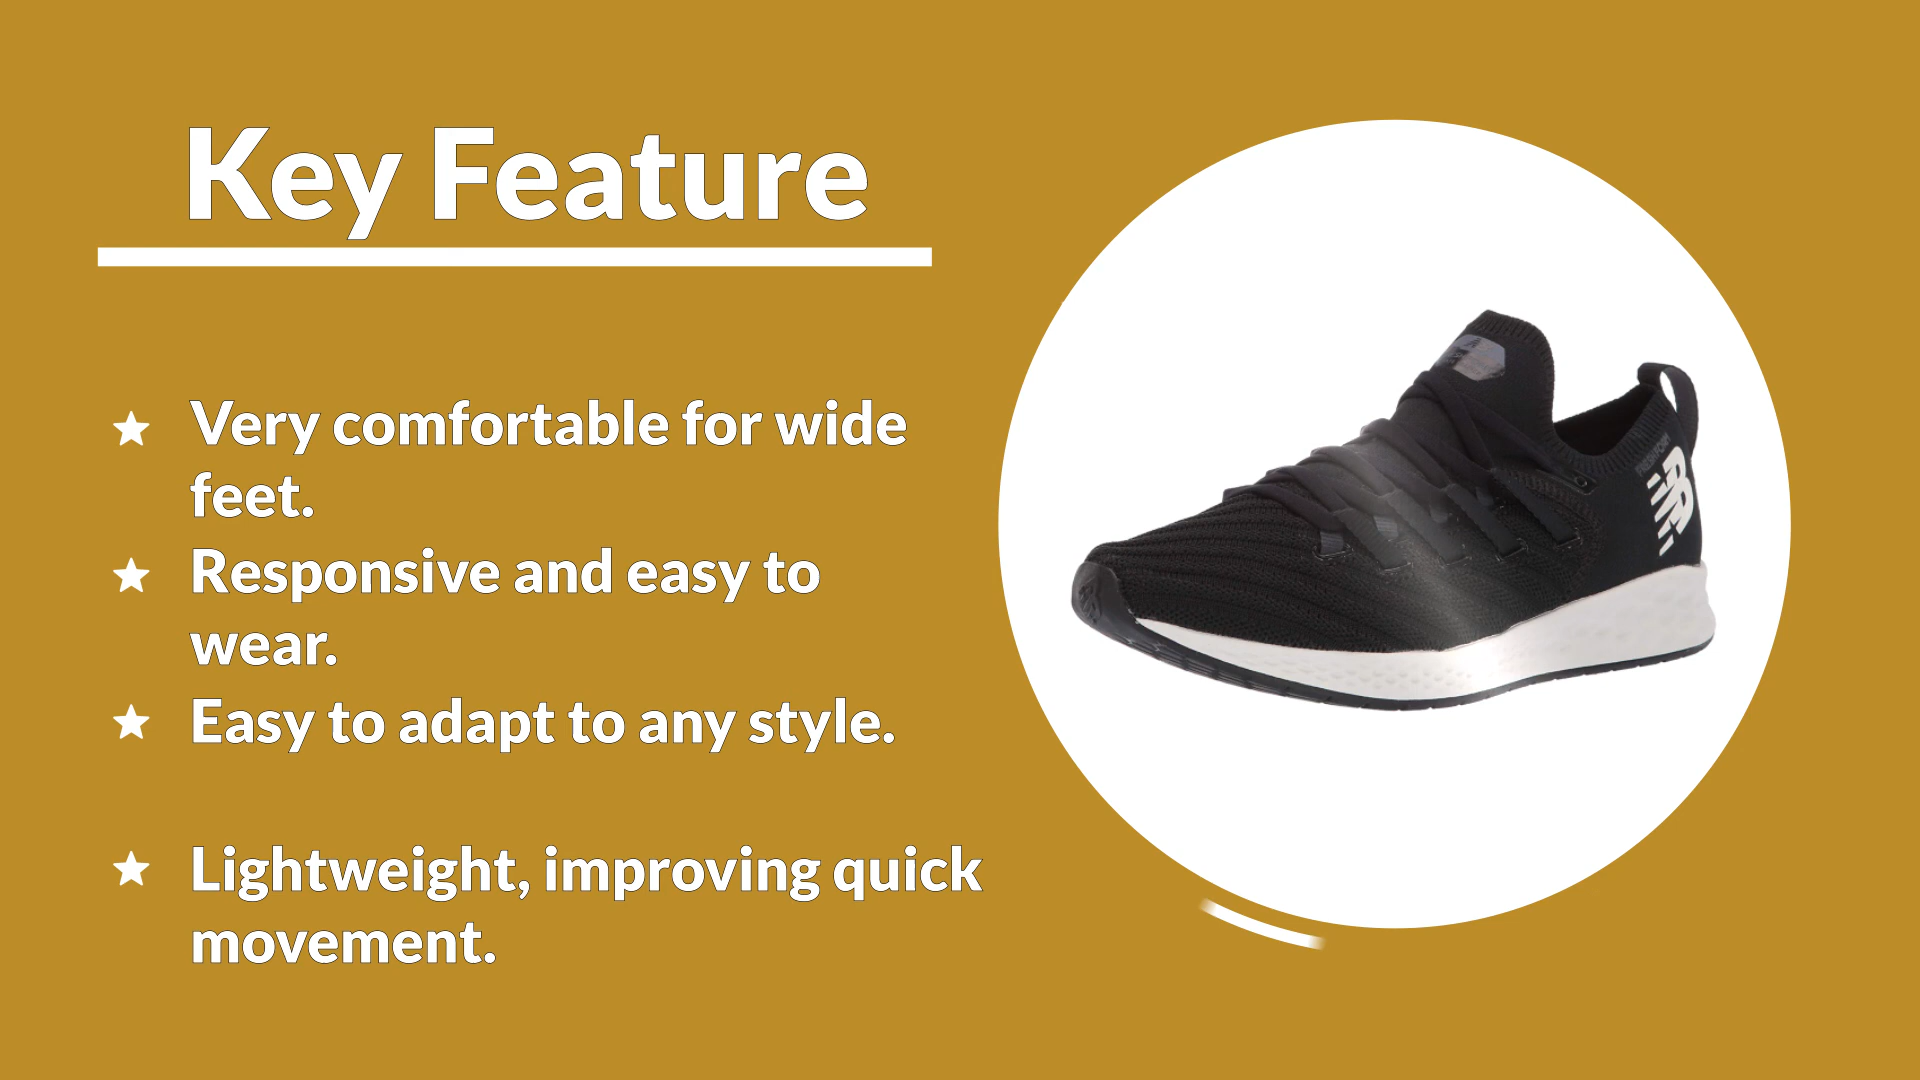 Key Feature
Very comfortable for wide
feet.
Responsive and easy to
wear.
Easy to adapt to any style.
Lightweight, improving quick
movement.